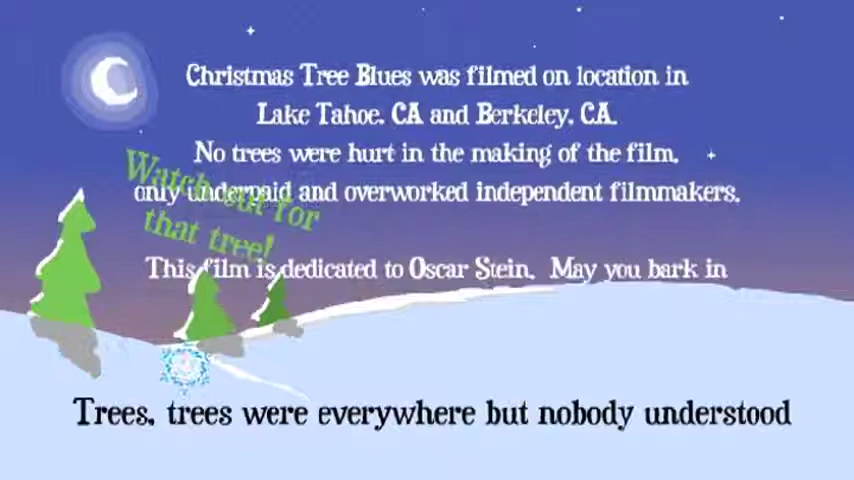 Christmas Tree Blues was filmed on location in
Lake Tahoe, CA and Berkeley, CA.
No trees were hurt in the making of the film,
only underpaid and overworked independent filmmakers.
Watch out for
that tree!
This film is dedicated to Oscar Stein. May you bark in
Trees, trees were everywhere but nobody understood